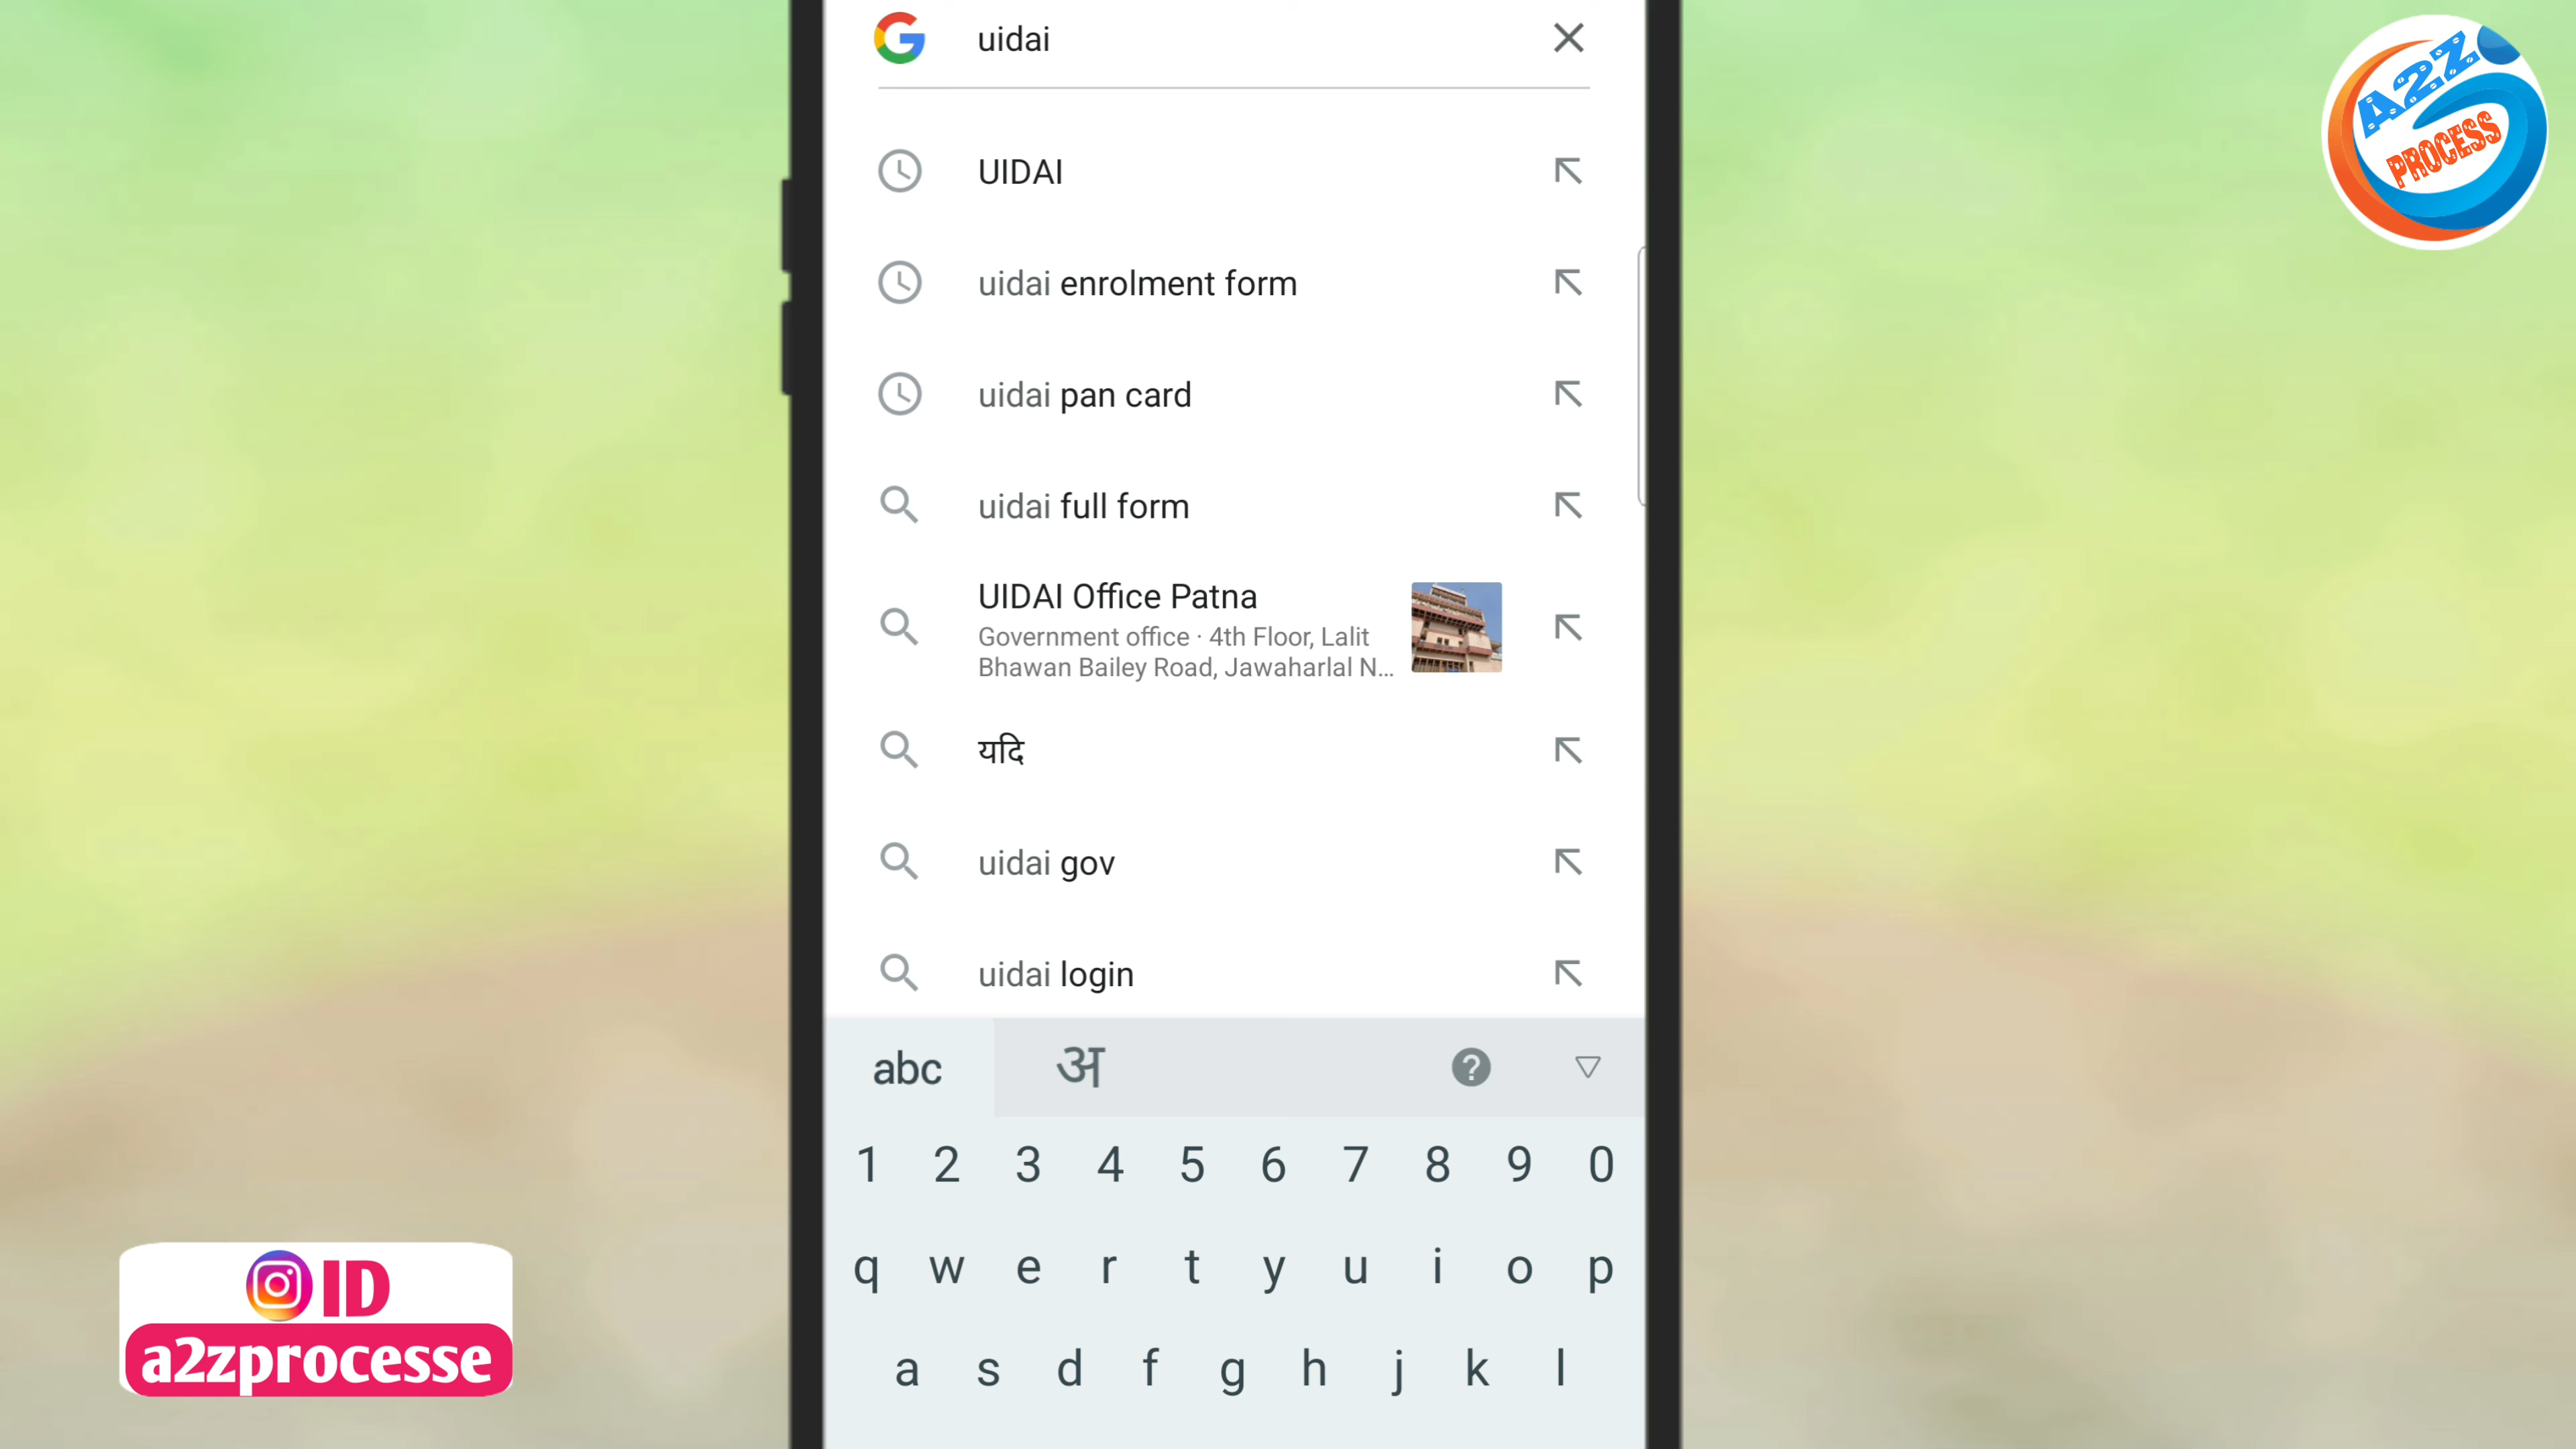 uidai
UIDAI
uidai enrolment form
uidai pan card
uidai full form
UIDAI Office Patna
Government office · 4th Floor, Lalit
Bhawan Bailey Road, Jawaharlal N...
यदि
uidai gov
uidai login
abc अ ?
1 2 3 4 5 6 7 8 9 0
q w e r t y u i o p
a s d f g h j k l
A2Z
PROCESS
ID
a2zprocesse